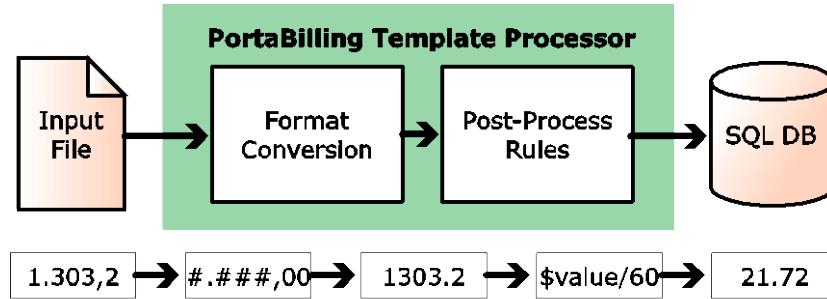 PortaBilling Template Processor
Input
File
Format
Conversion
Post-Process
Rules
SQL DB
1.303,2
#.###,00
1303.2
$value/60
21.72